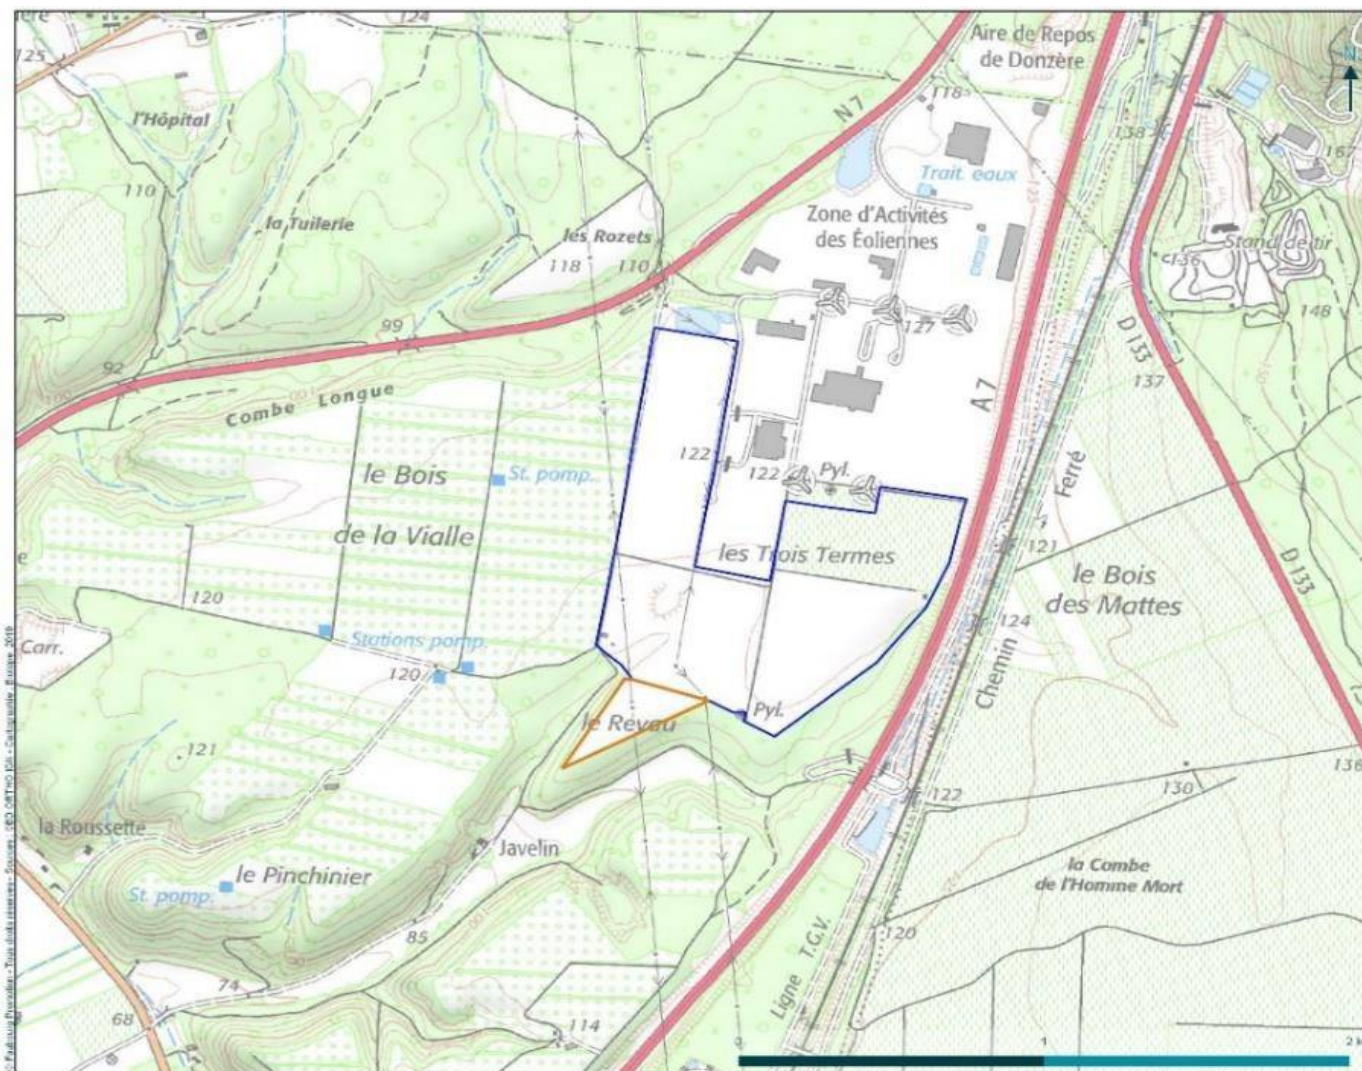 124
Aire de Repos
de Donzère
N
125
l'Hôpital
N 7
118
138
167
110
Trait. eaux
la Tuilerie
Zone d'Activités
des Éoliennes
les Rozets
118
110
Stand de tir
136
148
99
127
D 133
137
92
Combe Longue
A 7
le Bois
de la Vialle
St. pomp.
122
122
Pyl.
Ferré
121
les Trois Termes
le Bois
des Mattes
D 133
120
124
Carr.
Stations pomp.
120
Chemin
le Revau
Pyl.
121
136
122
130
la Roussette
Javelin
le Pinchinier
St. pomp.
la Combe
de l'Homme Mort
85
120
Ligne T.G.V.
74
68
114
0
1
2 k